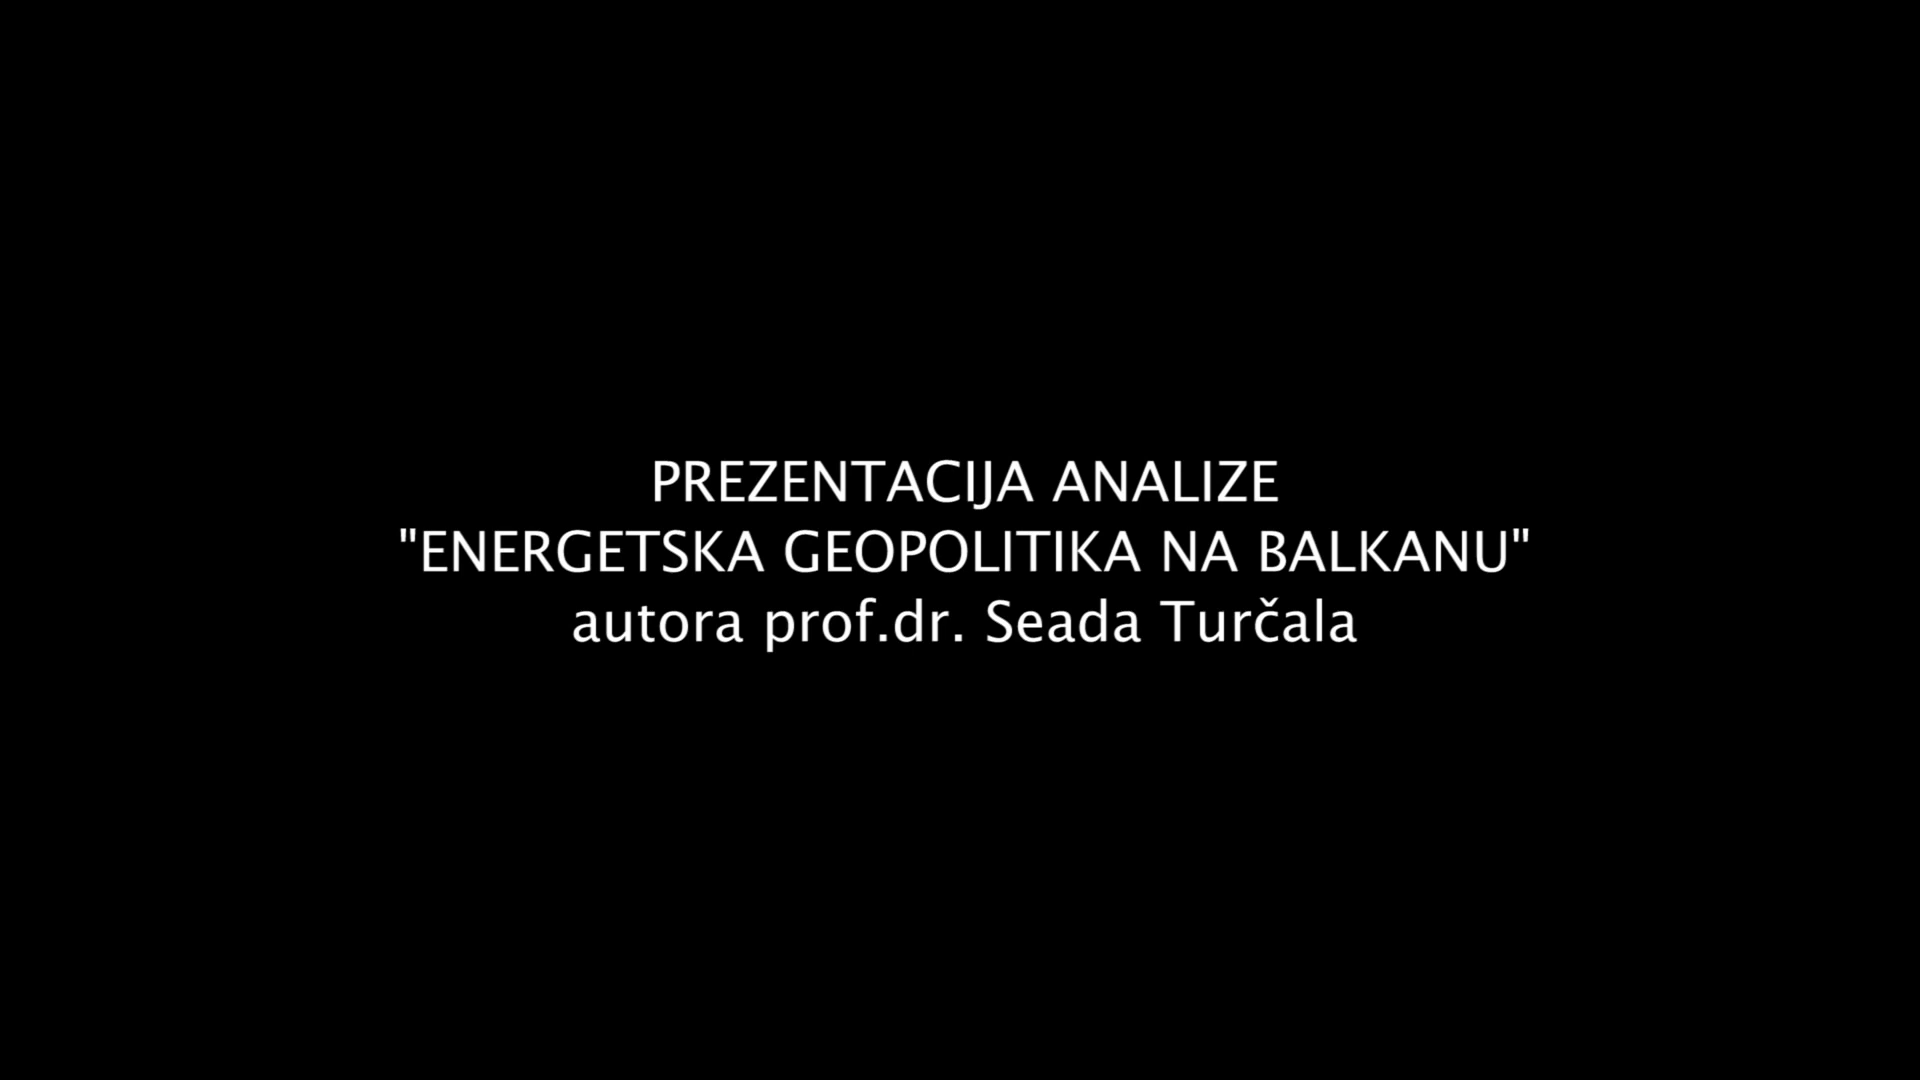 PREZENTACIJA ANALIZE
"ENERGETSKA GEOPOLITIKA NA BALKANU"
autora prof.dr. Seada Turčala